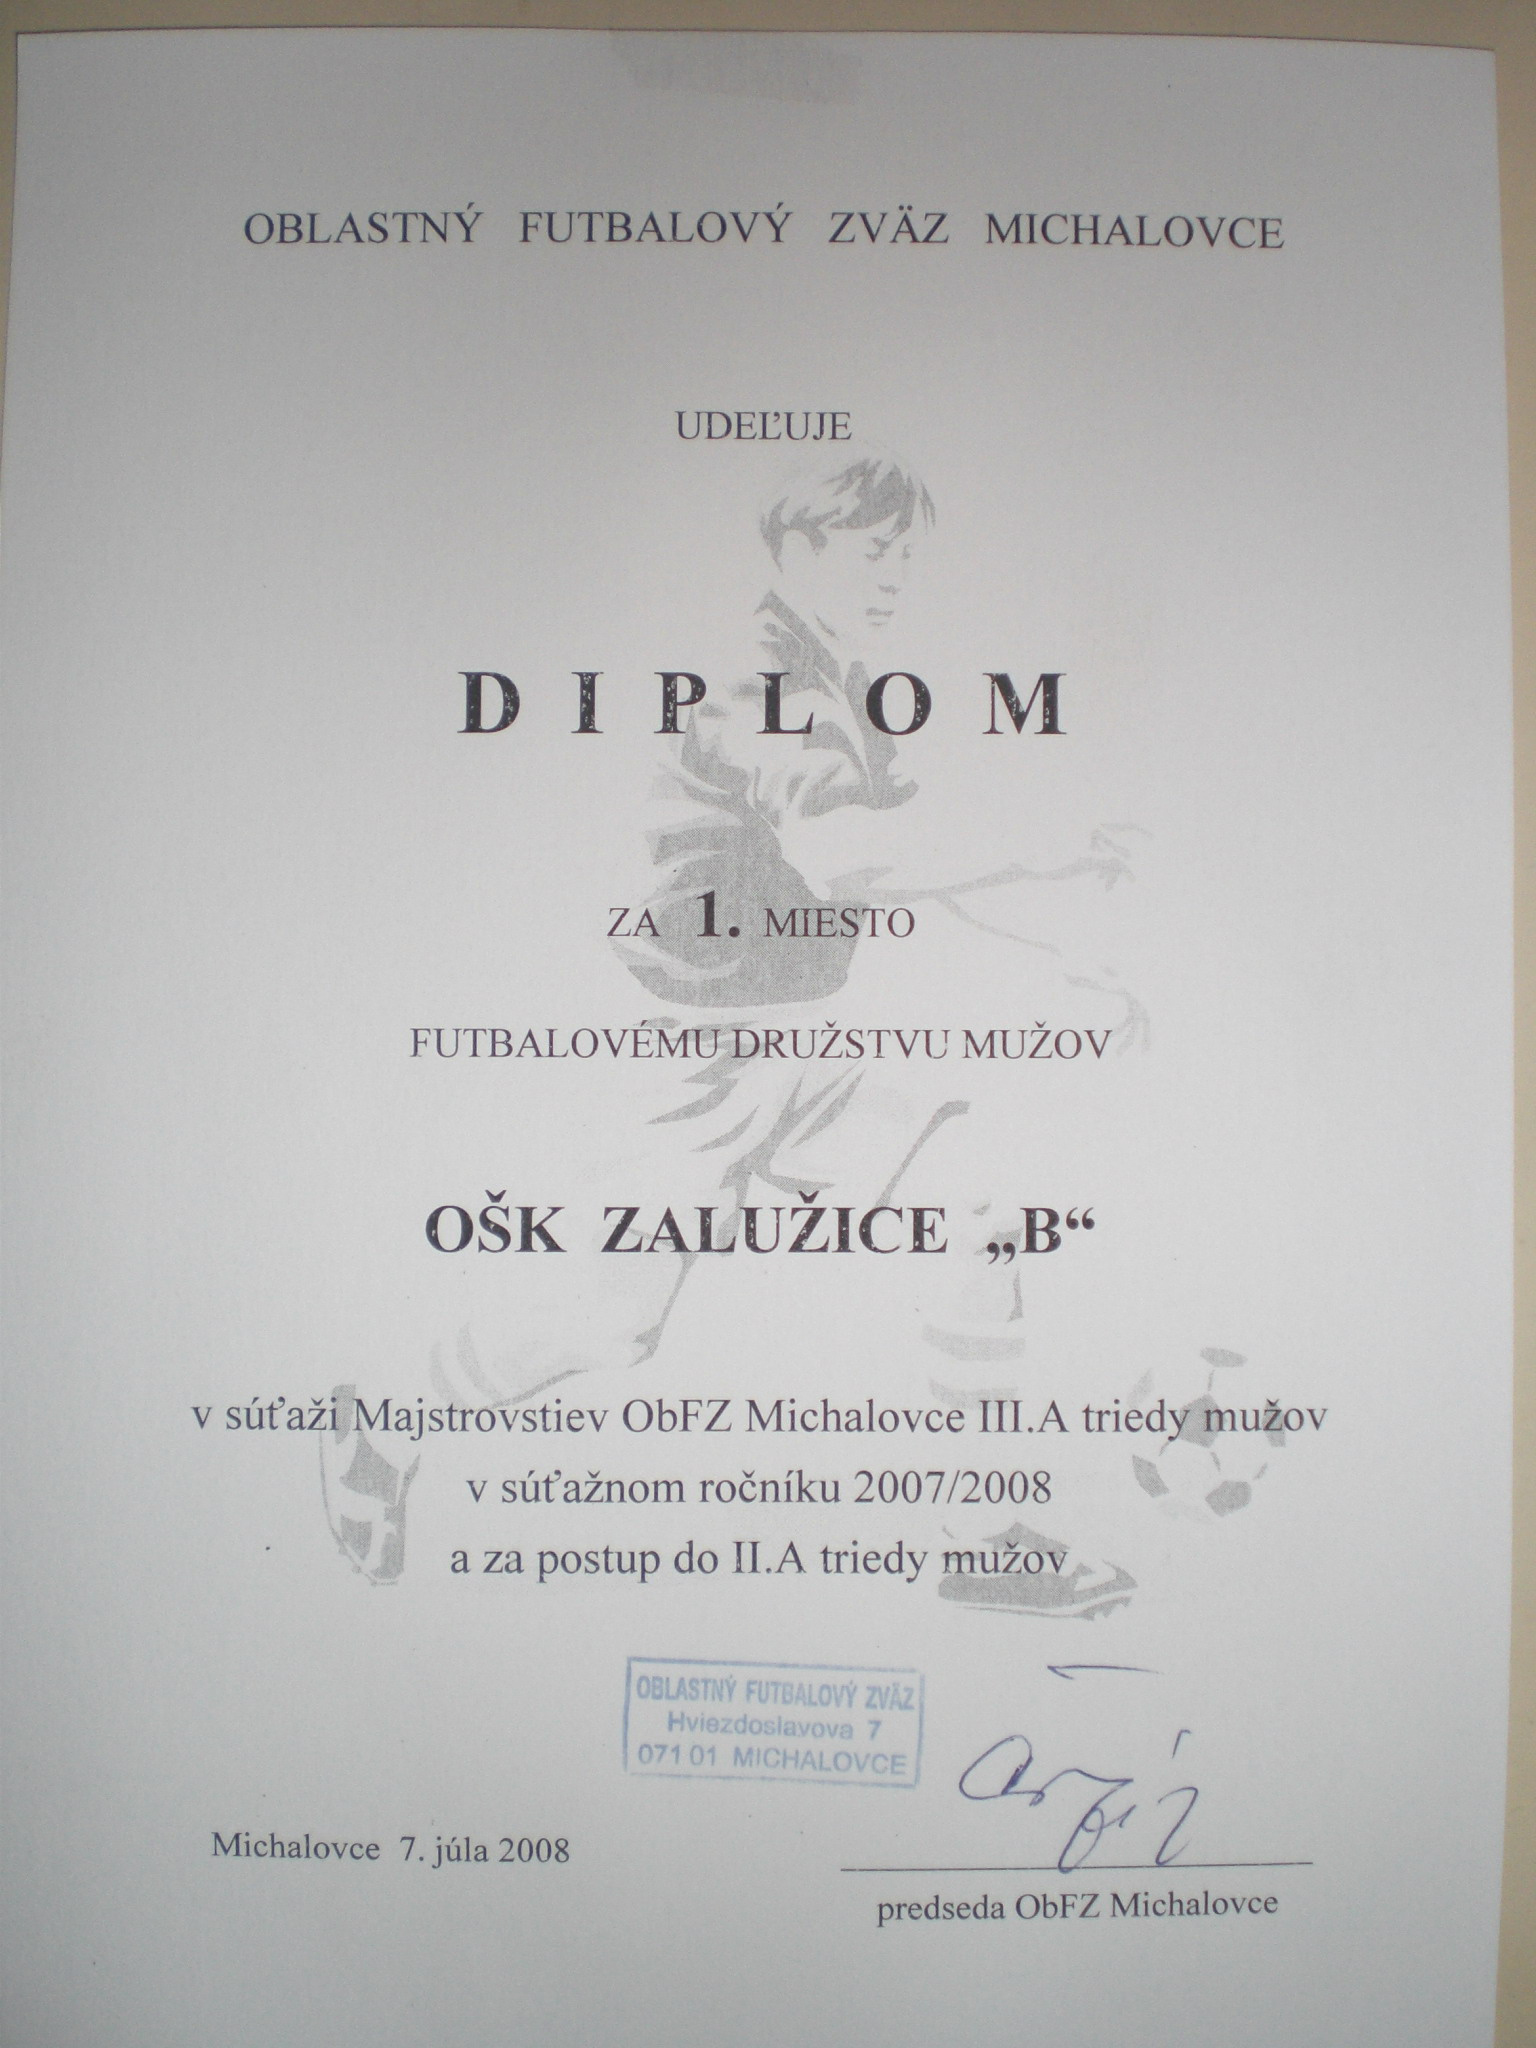 OBLASTNÝ FUTBALOVÝ ZVÄZ MICHALOVCE
UDEĽUJE
D I P L O M
ZA 1. MIESTO
FUTBALOVÉMU DRUŽSTVU MUŽOV
OŠK ZALUŽICE „B“
v súťaži Majstrovstiev ObFZ Michalovce III.A triedy mužov
v súťažnom ročníku 2007/2008
a za postup do II.A triedy mužov
OBLASTNÝ FUTBALOVÝ ZVÄZ
Hviezdoslavova 7
071 01 MICHALOVCE
Michalovce 7. júla 2008
predseda ObFZ Michalovce